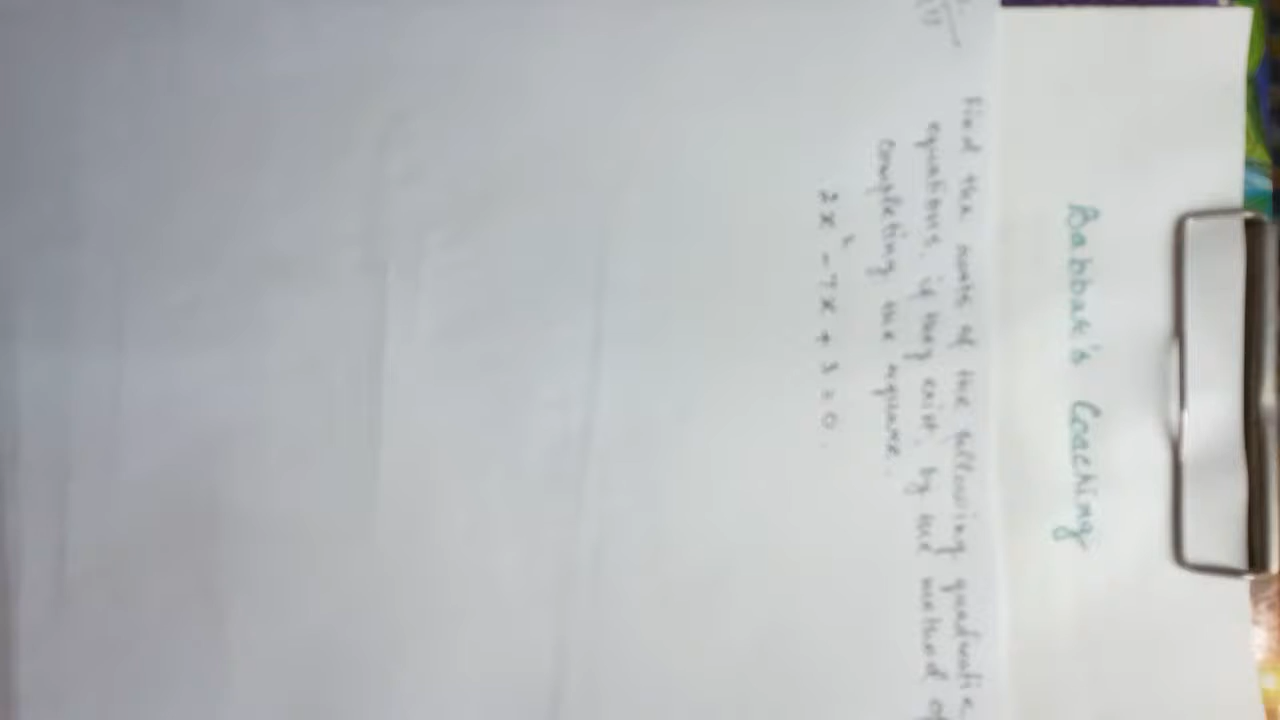 Babbak's Coaching
Find the roots of the following quadratic
equations, if they exist, by the method of
completing the square.
2x² - 7x + 3 = 0.